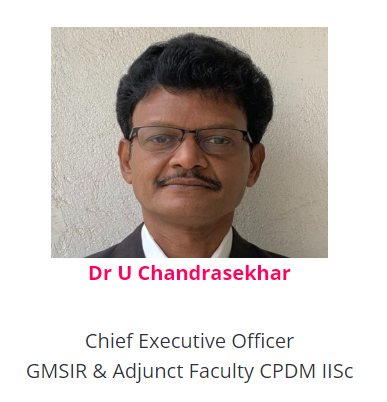 Dr U Chandrasekhar
Chief Executive Officer
GMSIR & Adjunct Faculty CPDM IISc